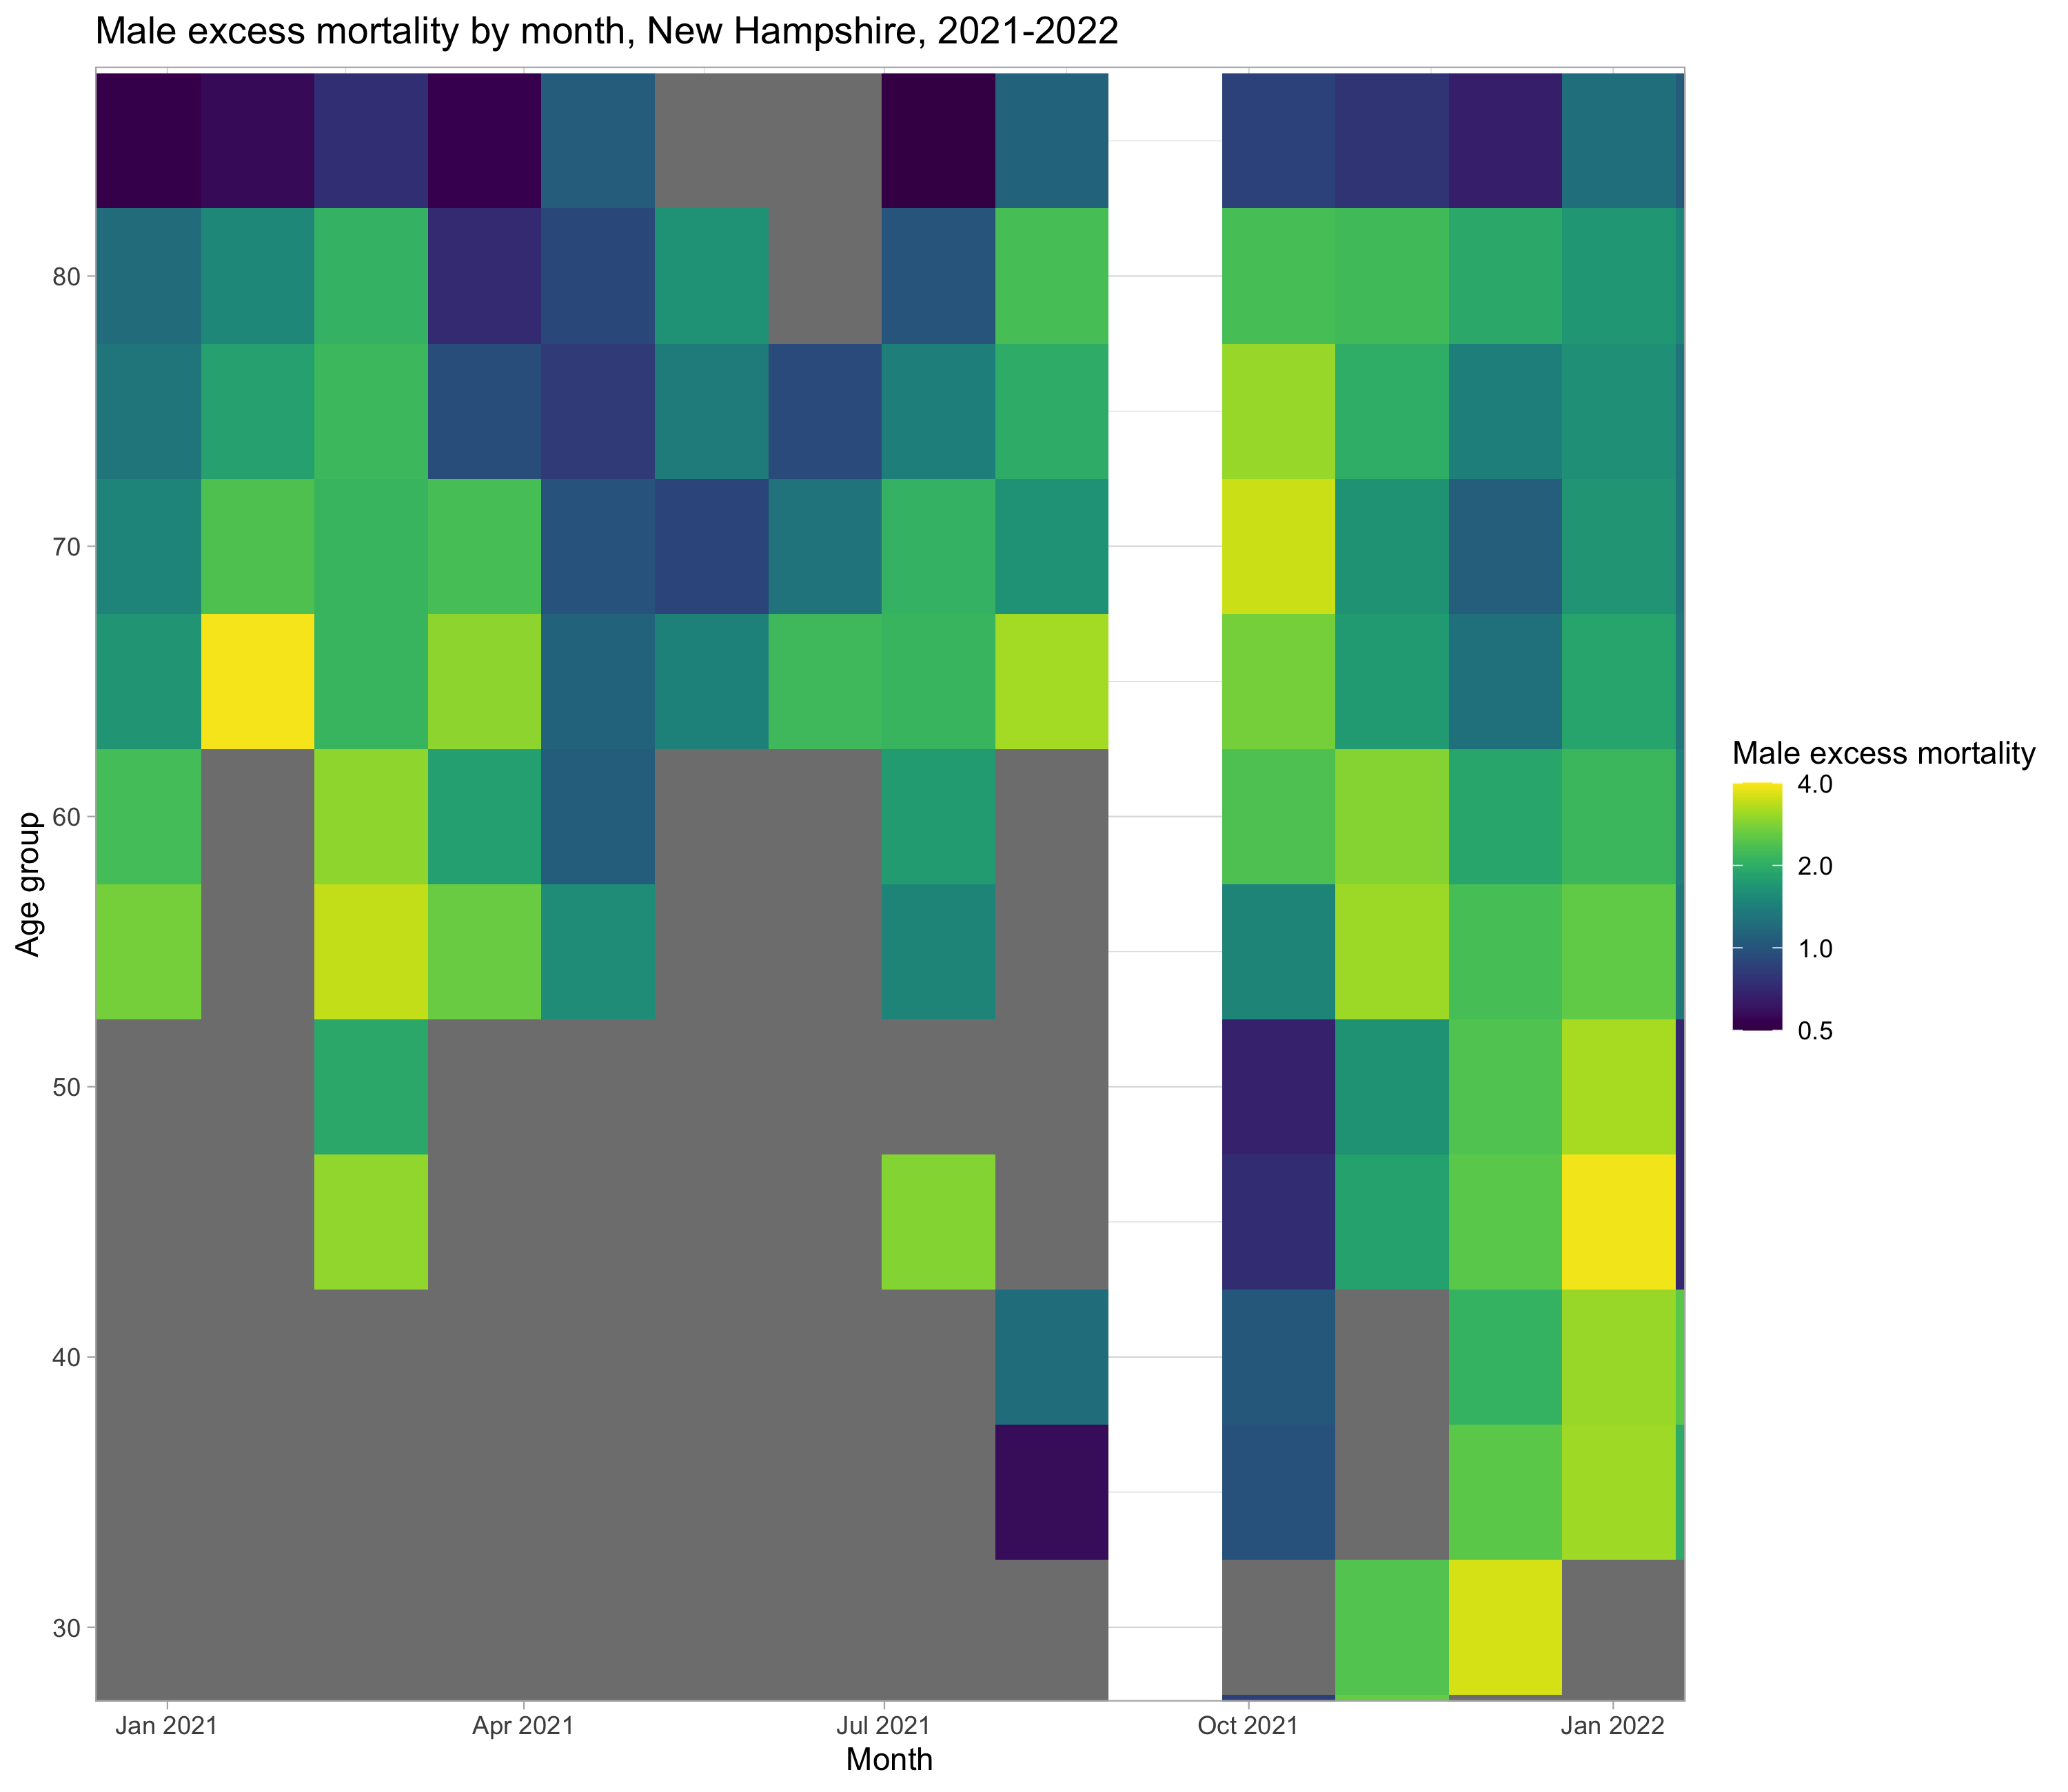 Male excess mortality by month, New Hampshire, 2021-2022
Age group
80
70
60
50
40
30
Jan 2021
Apr 2021
Jul 2021
Oct 2021
Jan 2022
Month
Male excess mortality
4.0
2.0
1.0
0.5